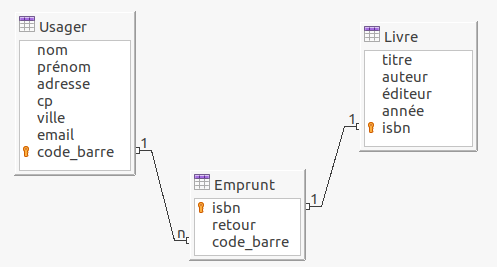 Usager
nom
prénom
adresse
cp
ville
email
code_barre
Livre
titre
auteur
éditeur
année
isbn
1
n
Emprunt
isbn
retour
code_barre
1
1